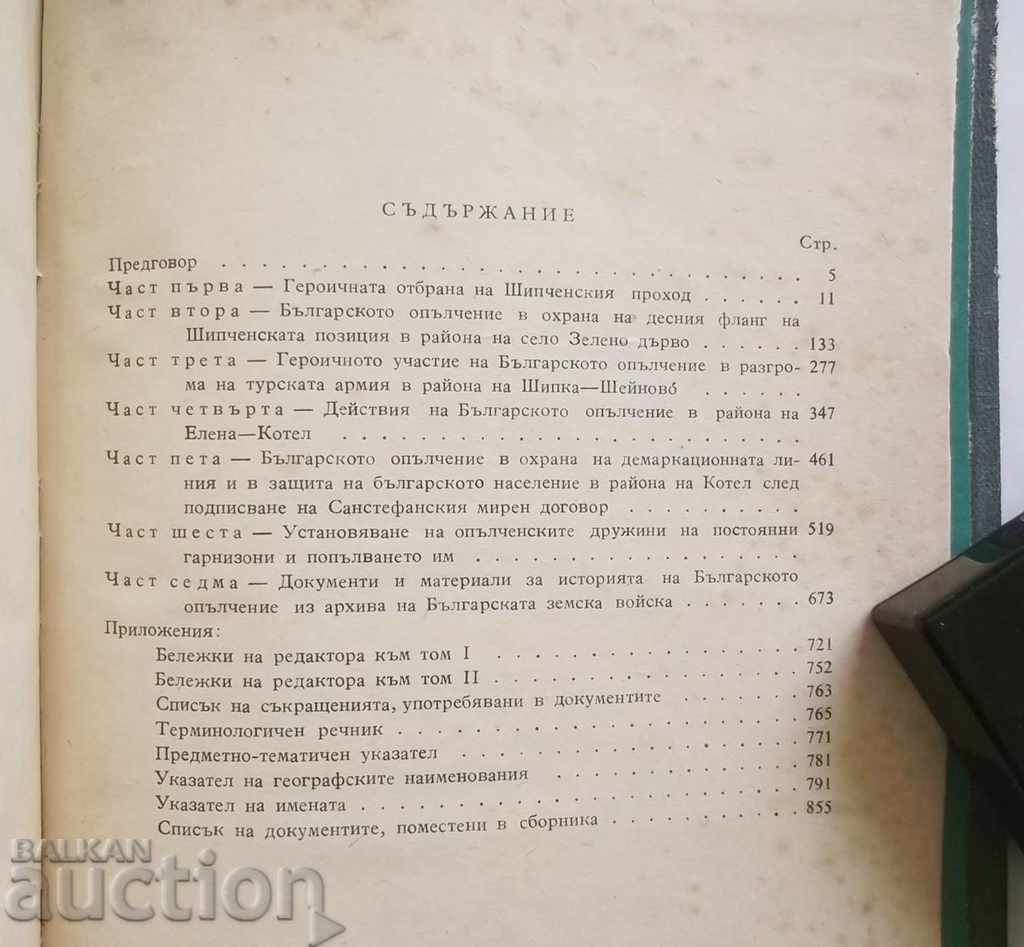 СЪДЪРЖАНИЕ
Стр.
Предговор . . . . . . . . . . . . . . . . . . . . . . . . 5
Част първа — Героичната отбрана на Шипченския проход . . . . . . 11
Част втора — Българското опълчение в охрана на десния фланг на
Шипченската позиция в района на село Зелено дърво . . . . . . 133
Част трета — Героичното участие на Българското опълчение в разгро- 277
ма на турската армия в района на Шипка—Шейново . . . . . .
Част четвърта — Действия на Българското опълчение в района на 347
Елена—Котел . . . . . . . . . . . . . . . . . . . .
Част пета — Българското опълчение в охрана на демаркационната ли- 461
ния и в защита на българското население в района на Котел след
подписване на Санстефанския мирен договор . . . . . . . .
Част шеста — Установяване на опълченските дружини на постоянни 519
гарнизони и попълването им . . . . . . . . . . . . . .
Част седма — Документи и материали за историята на Българското
опълчение из архива на Българската земска войска . . . . . . . 673
Приложения:
Бележки на редактора към том I . . . . . . . . . . . . . 721
Бележки на редактора към том II . . . . . . . . . . . . . 752
Списък на съкращенията, употребявани в документите . . . . . . 763
Терминологичен речник . . . . . . . . . . . . . . . . . 765
Предметно-тематичен указател . . . . . . . . . . . . . . . 771
Указател на географските наименования . . . . . . . . . . . 781
Указател на имената . . . . . . . . . . . . . . . . . . 791
Списък на документите, поместени в сборника . . . . . . . . . 855
BALKAN
auction